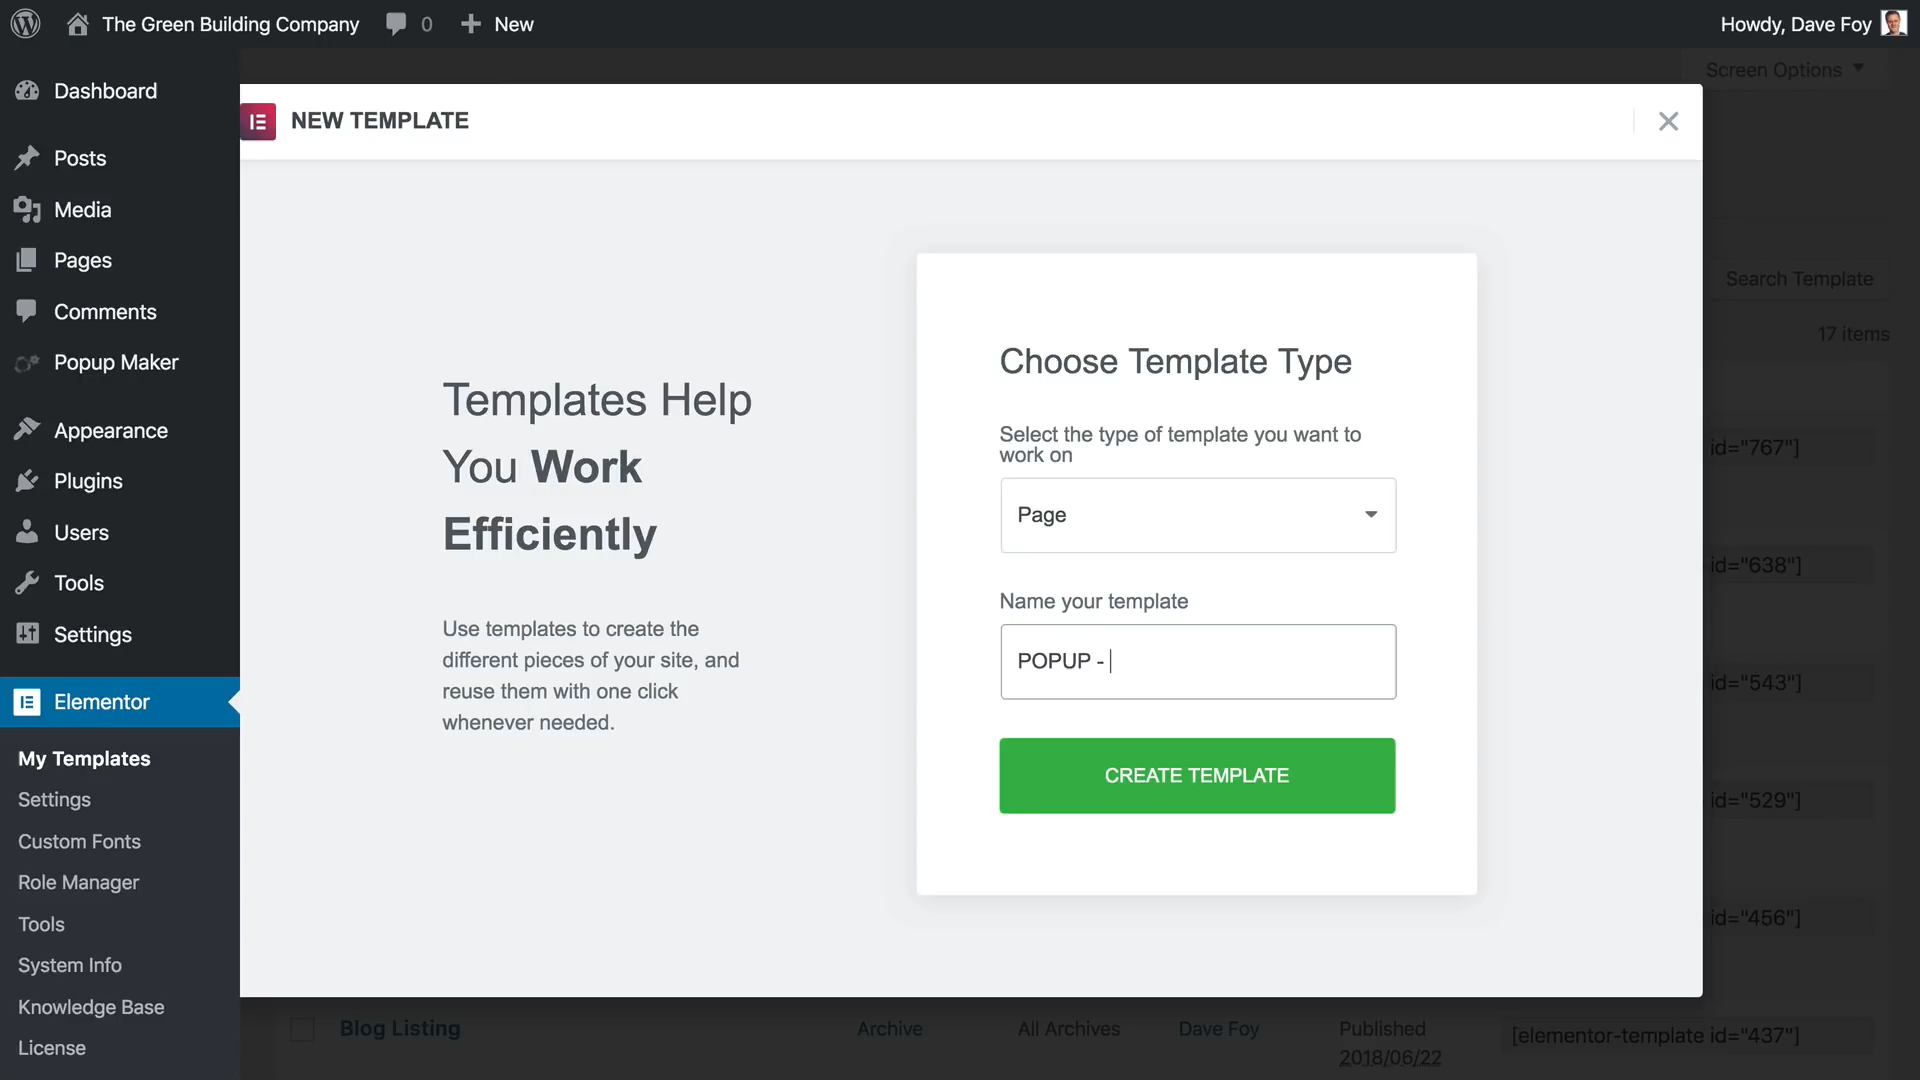 The Green Building Company
0
New
Howdy, Dave Foy
Screen Options
Dashboard
Posts
Media
Pages
Comments
Popup Maker
Appearance
Plugins
Users
Tools
Settings
Elementor
My Templates
Settings
Custom Fonts
Role Manager
Tools
System Info
Knowledge Base
License
NEW TEMPLATE
Templates Help
You Work
Efficiently
Use templates to create the
different pieces of your site, and
reuse them with one click
whenever needed.
Choose Template Type
Select the type of template you want to
work on
Page
Name your template
POPUP -
CREATE TEMPLATE
Search Template
17 items
id="767"]
id="638"]
id="543"]
id="529"]
id="456"]
Blog Listing
Archive
All Archives
Dave Foy
Published
2018/06/22
[elementor-template id="437"]